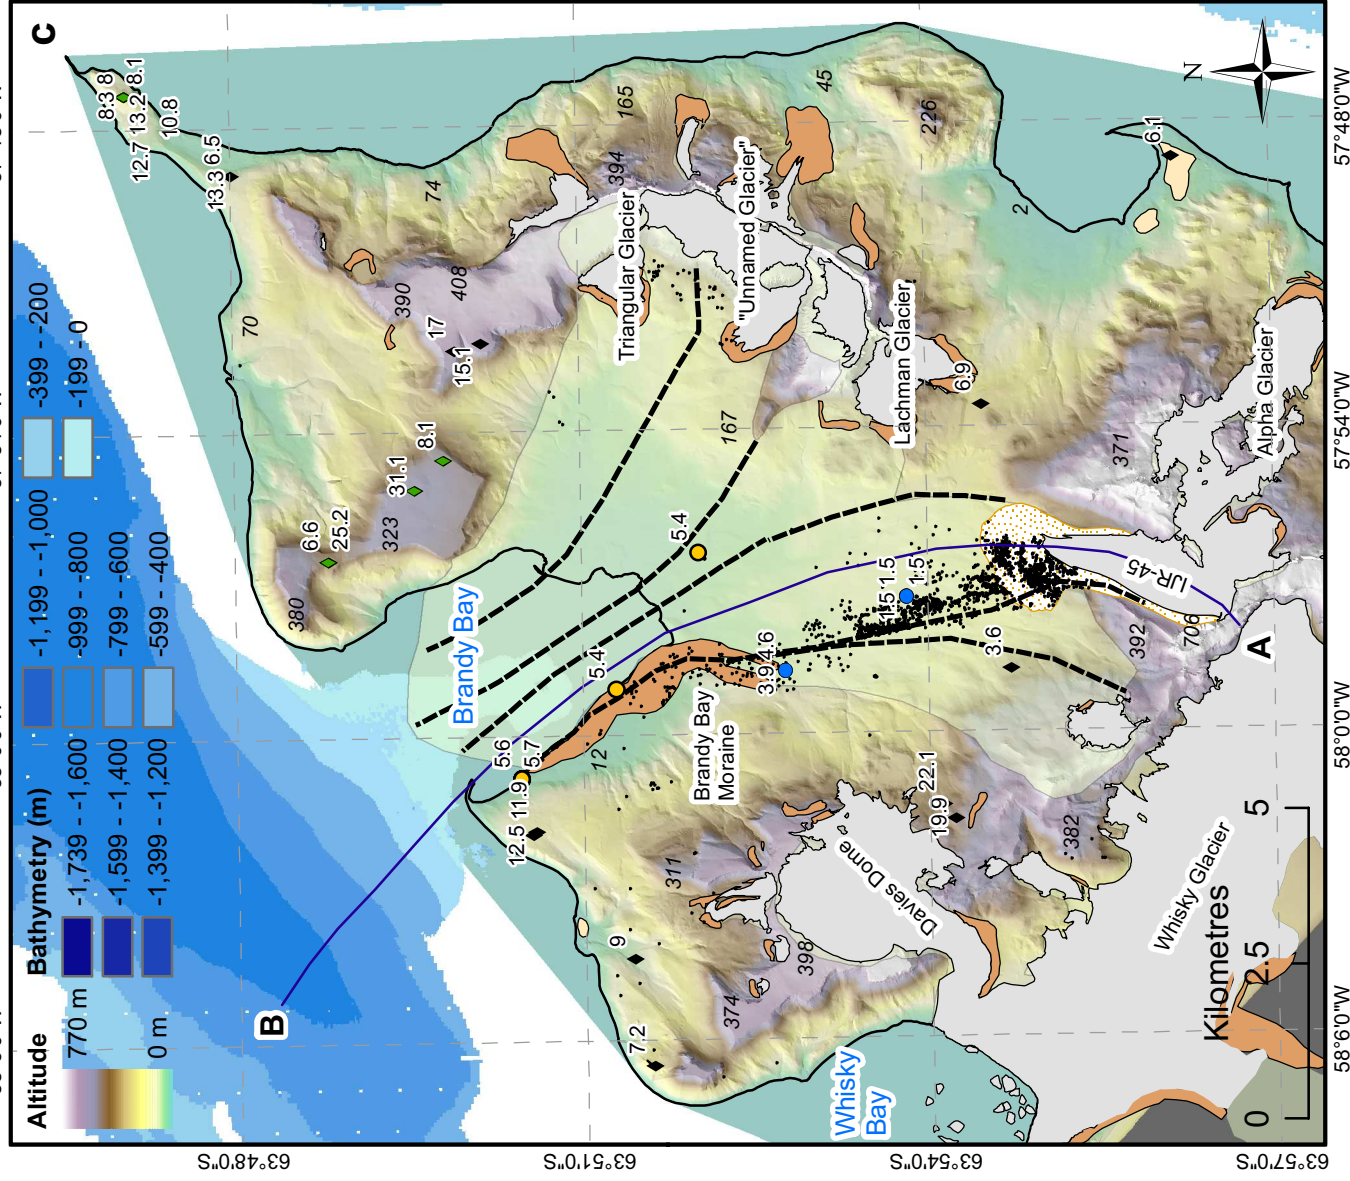 c
Altitude
770 m
0 m
Bathymetry (m)
-1,739 - -1,600
-1,599 - -1,400
-1,399 - -1,200
-1,199 - -1,000
-999 - -800
-799 - -600
-599 - -400
-399 - -200
-199 - 0
N
8.3 8
13.2 8.1
12.7
10.8
13.3 6.5
165
45
226
74
394
Triangular Glacier
"Unnamed Glacier"
2
6.1
70
390
408
17
15.1
Lachman Glacier
6.9
167
Alpha Glacier
371
8.1
31.1
323
6.6
25.2
380
5.4
1.5 1.5
1.5
IJR-45
Brandy Bay
5.4
3.9 4.6
3.6
392
706
A
5.6
5.7
12.5 11.9
12
Brandy Bay
Moraine
22.1
19.9
382
311
Davies Dome
Whisky Glacier
9
398
374
7.2
B
Whisky
Bay
Kilometres
0
2.5
5
63°48'0"S
63°51'0"S
63°54'0"S
63°57'0"S
58°6'0"W
58°0'0"W
57°54'0"W
57°48'0"W